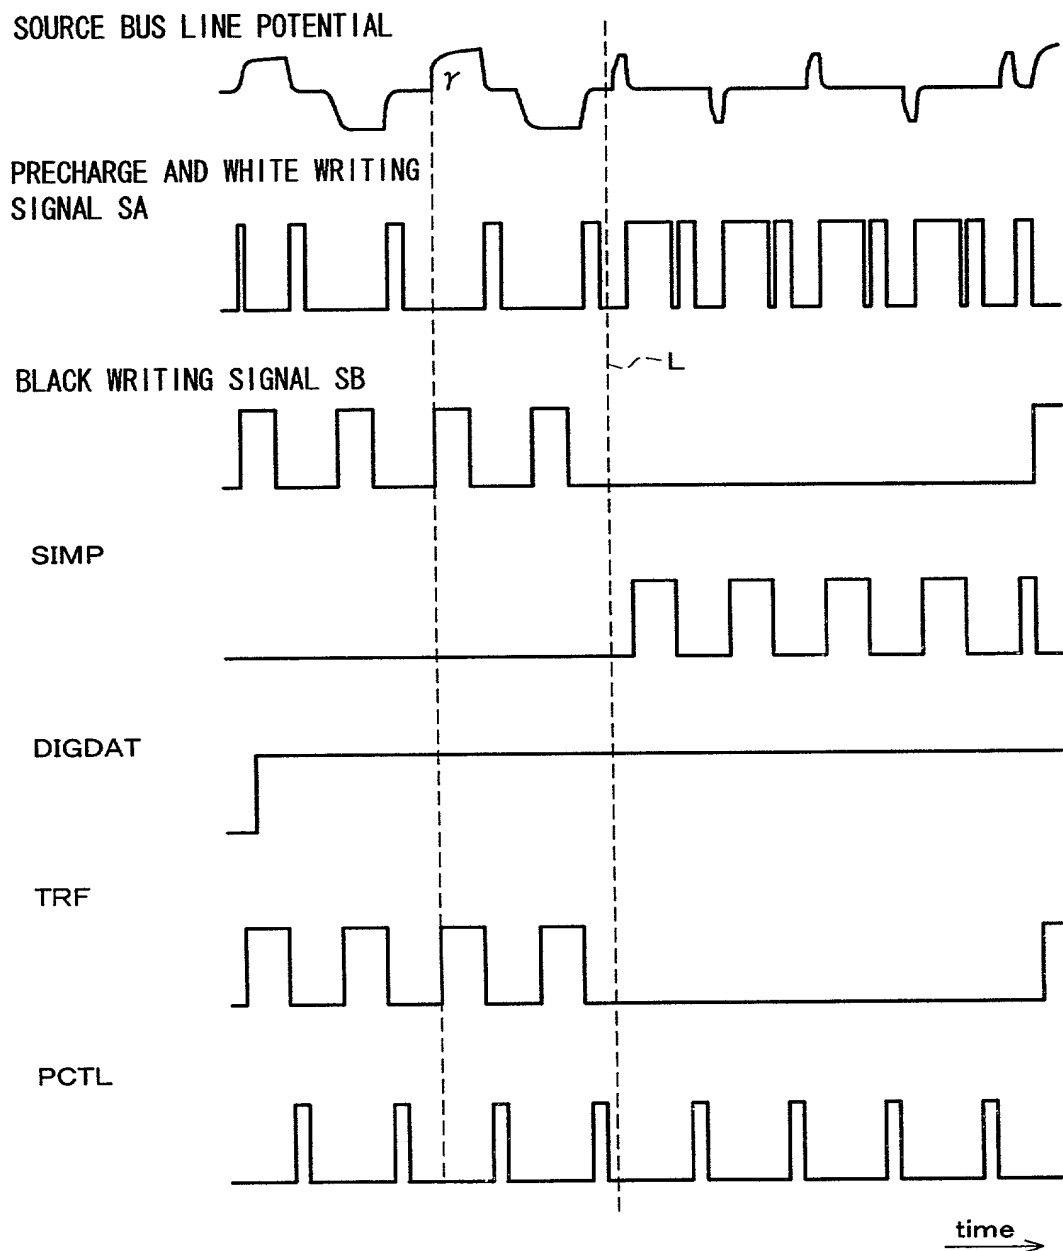 SOURCE BUS LINE POTENTIAL
γ
PRECHARGE AND WHITE WRITING
SIGNAL SA
L
BLACK WRITING SIGNAL SB
SIMP
DIGDAT
TRF
PCTL
time